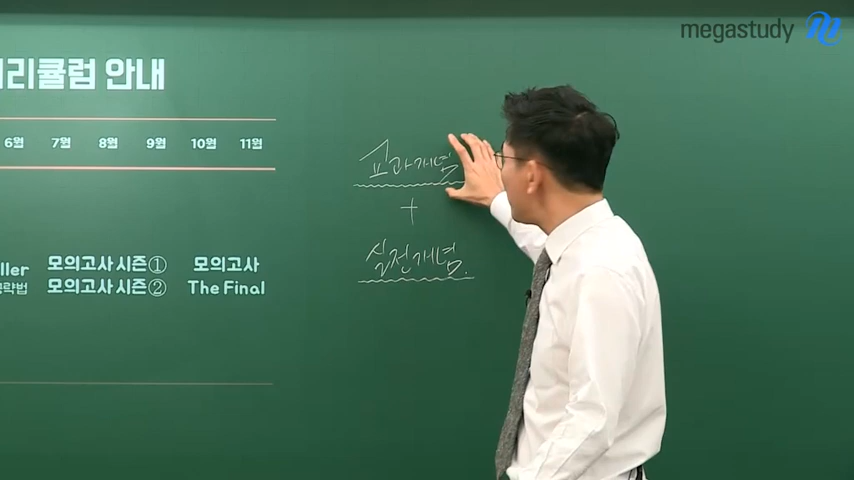 megastudy
리큘럼 안내
6월 7월 8월 9월 10월 11월
교과개념
+
실전개념.
ller 모의고사 시즌① 모의고사
략법 모의고사 시즌② The Final